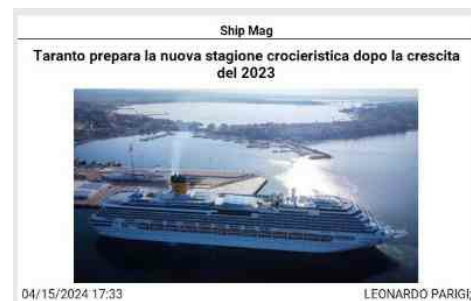 Ship Mag
Taranto prepara la nuova stagione crocieristica dopo la crescita
del 2023
04/15/2024 17:33
LEONARDO PARIGI;